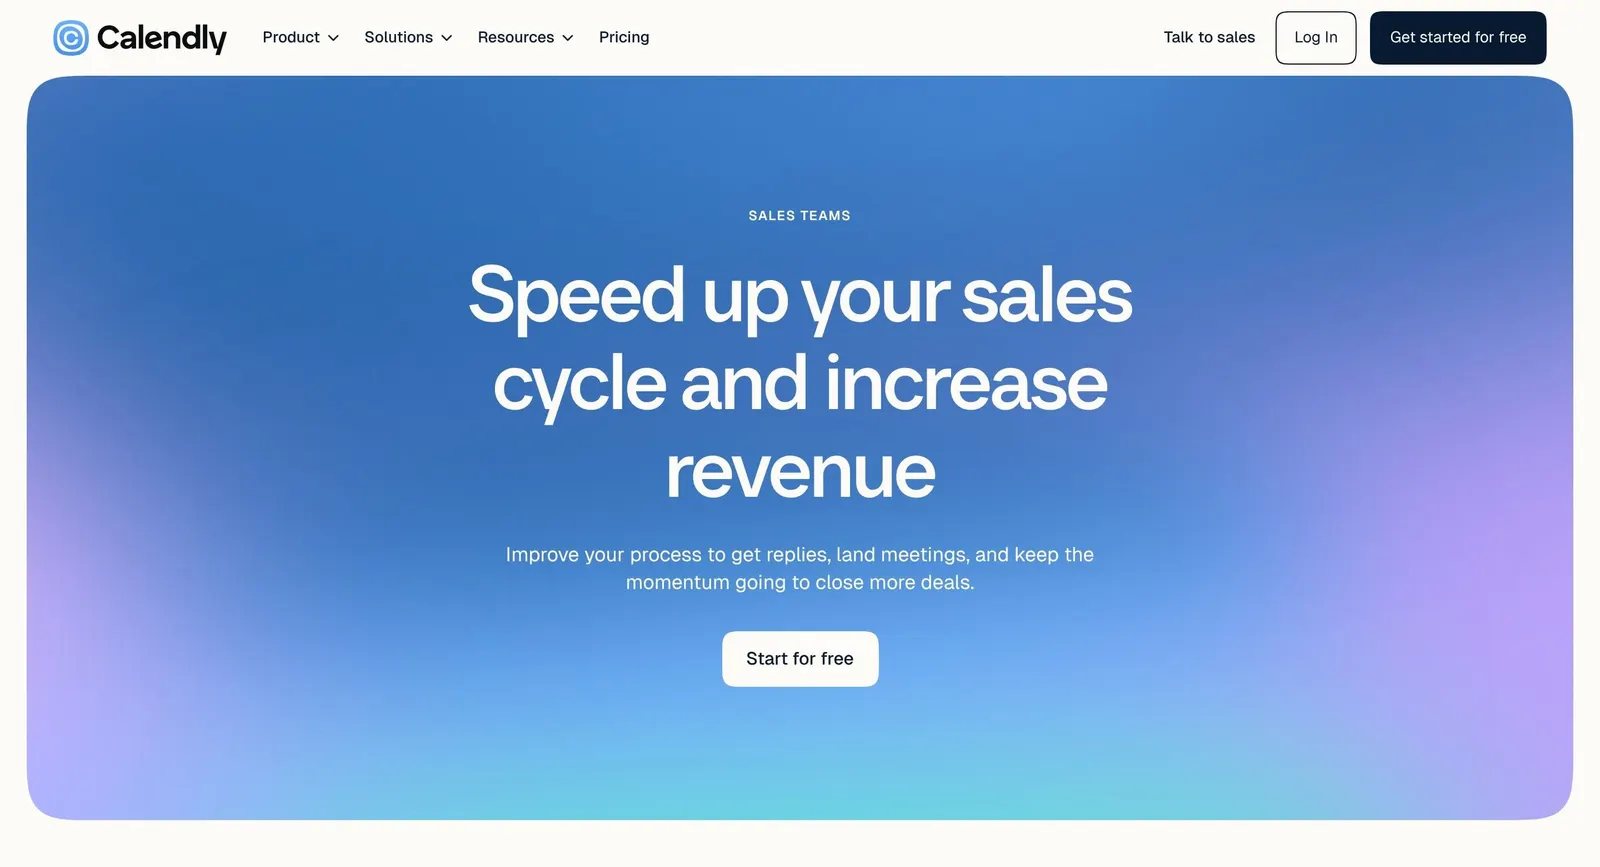 Calendly
Product
Solutions
Resources
Pricing
Talk to sales
Log In
Get started for free
SALES TEAMS
Speed up your sales
cycle and increase
revenue
Improve your process to get replies, land meetings, and keep the
momentum going to close more deals.
Start for free